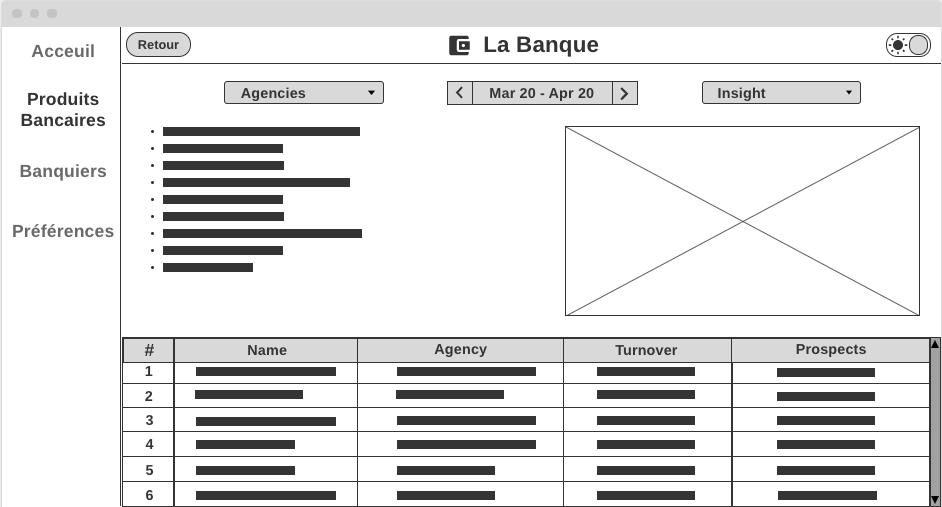 Retour
La Banque
Acceuil
Produits
Bancaires
Banquiers
Préférences
Agencies
Mar 20 - Apr 20
Insight
# Name Agency Turnover Prospects
1
2
3
4
5
6